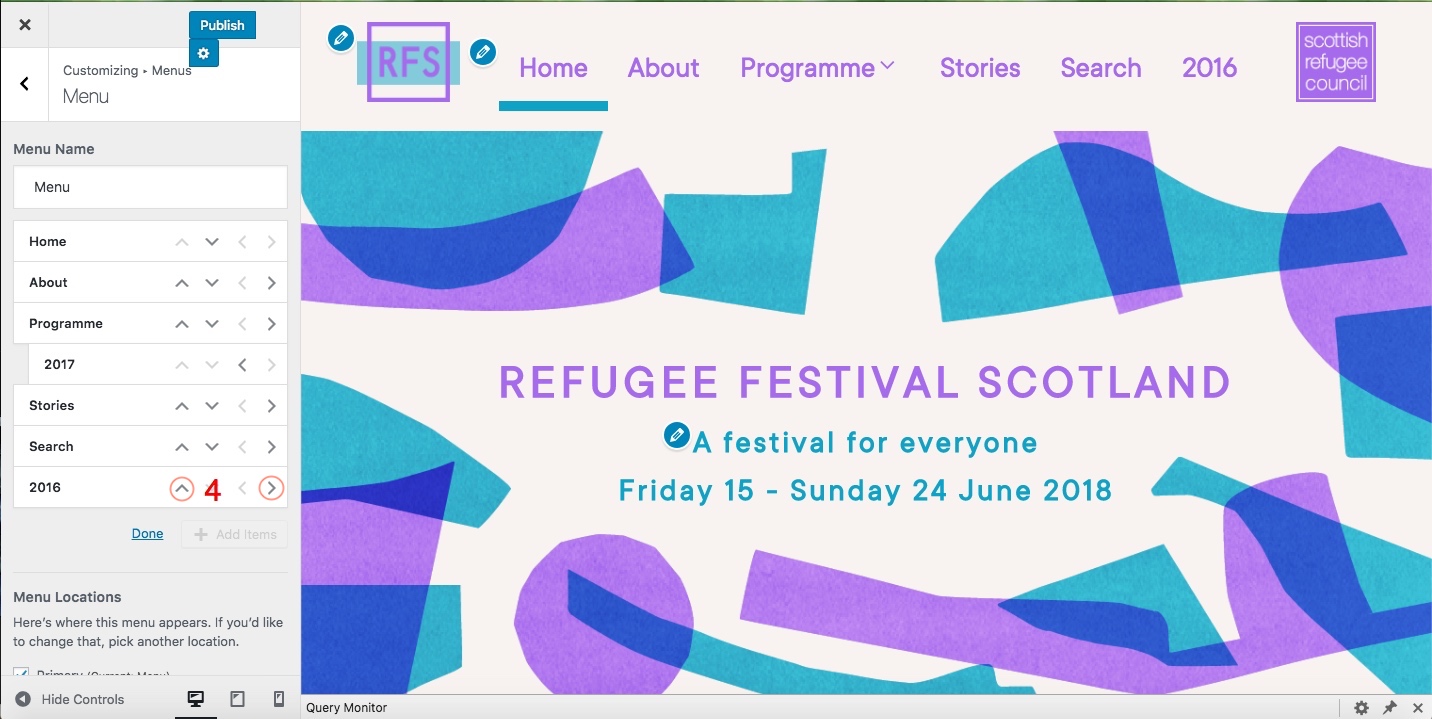 Publish
Customizing ▸ Menus
Menu
Menu Name
Menu
Home
About
Programme
2017
Stories
Search
2016
4
Done
Add Items
Menu Locations
Here’s where this menu appears. If you’d like
to change that, pick another location.
Primary (Current: Menu)
Hide Controls
RFS
Home
About
Programme
Stories
Search
2016
scottish
refugee
council
REFUGEE FESTIVAL SCOTLAND
A festival for everyone
Friday 15 - Sunday 24 June 2018
Query Monitor